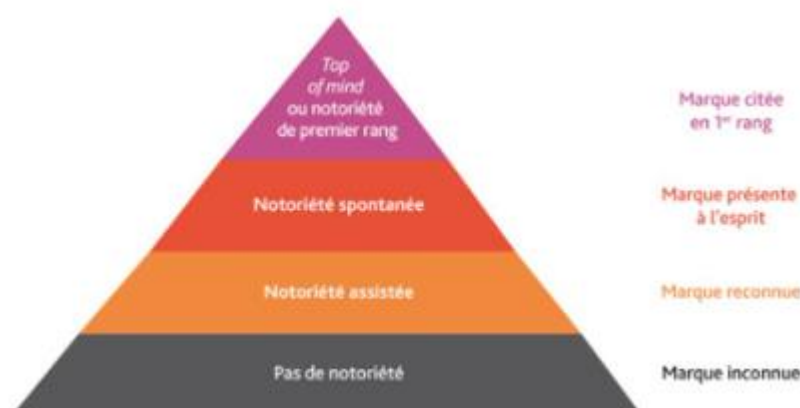 Top
of mind
ou notoriété
de premier rang
Marque citée
en 1er rang
Notoriété spontanée
Marque présente
à l'esprit
Notoriété assistée
Marque reconnue
Pas de notoriété
Marque inconnue